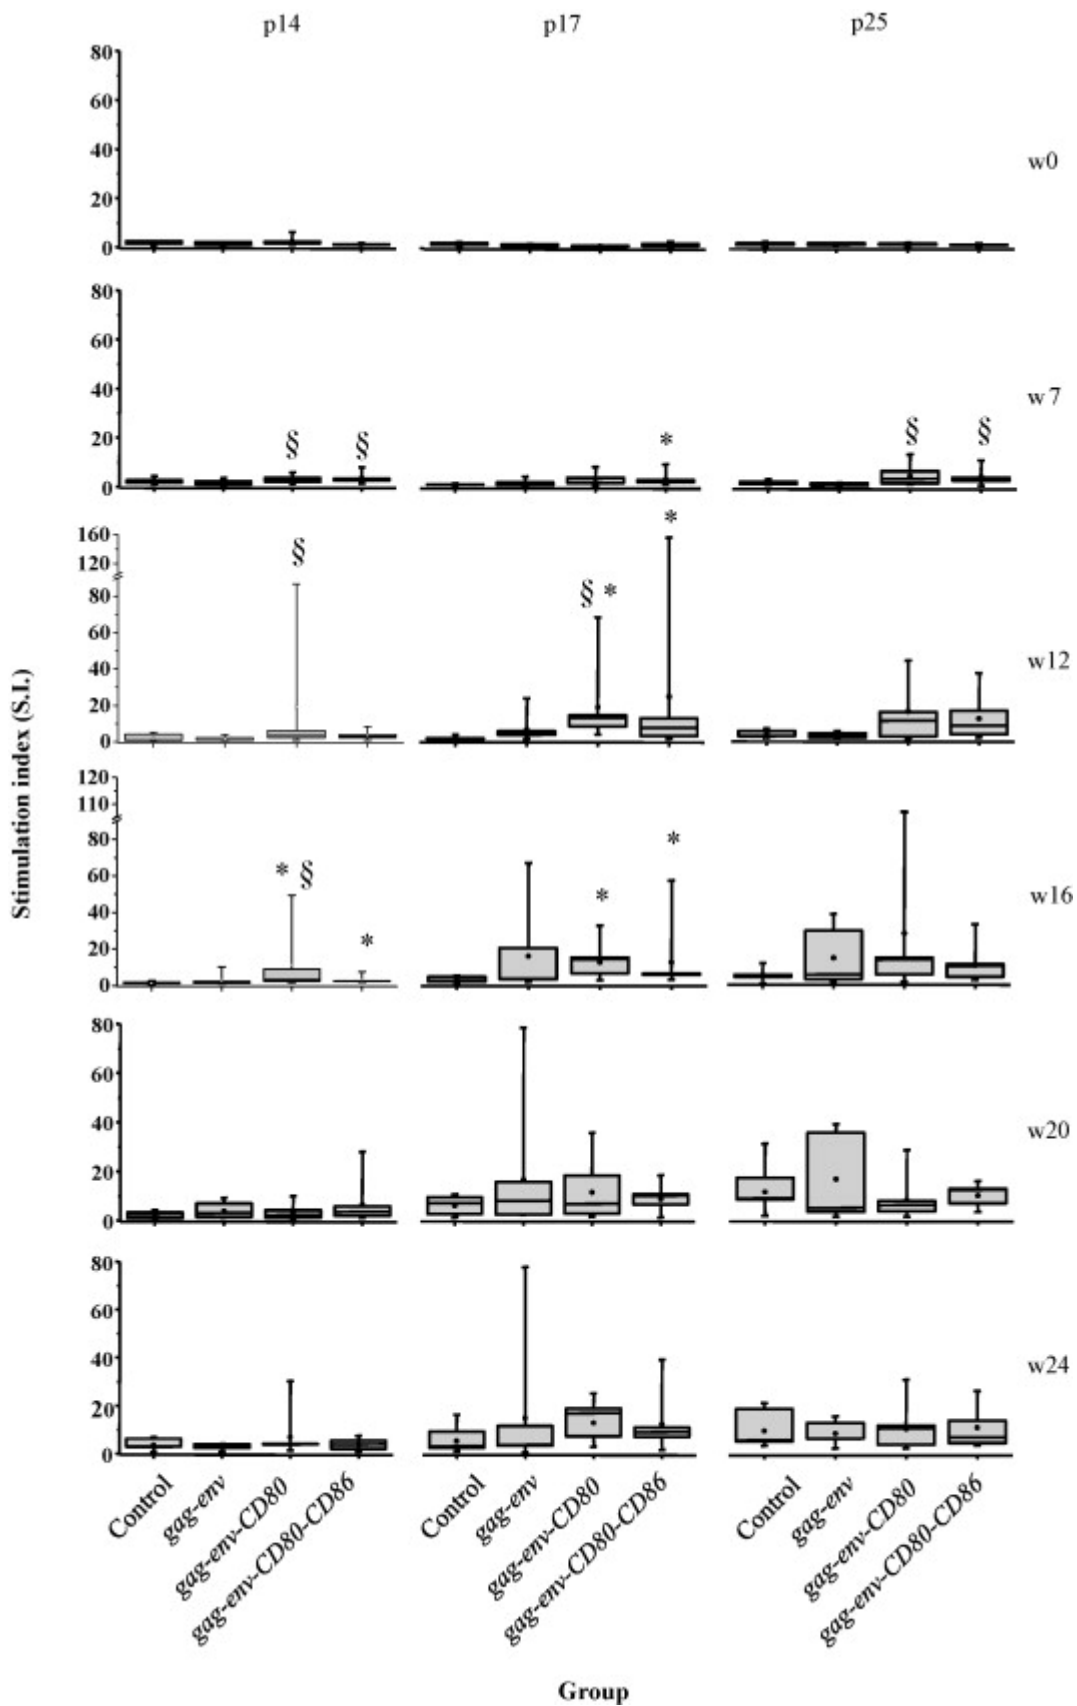 p14 p17 p25
80
60
40
20
0
w0
80
60
40
20
0
§ § * § §
w7
160
120
80
60
40
20
0
§ § * *
w12
120
110
80
60
40
20
0
* § * * *
w16
80
60
40
20
0
w20
80
60
40
20
0
w24
Stimulation index (S.I.)
Control gag-env gag-env-CD80 gag-env-CD80-CD86
Control gag-env gag-env-CD80 gag-env-CD80-CD86
Control gag-env gag-env-CD80 gag-env-CD80-CD86
Group